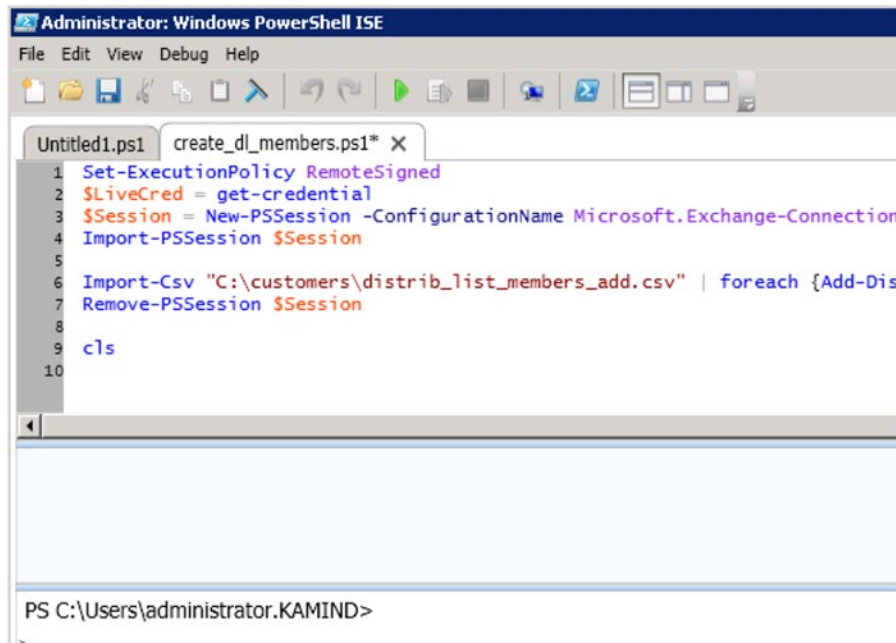 Administrator: Windows PowerShell ISE
File Edit View Debug Help
Untitled1.ps1 create_dl_members.ps1* X
1 Set-ExecutionPolicy RemoteSigned
2 $LiveCred = get-credential
3 $Session = New-PSSession -ConfigurationName Microsoft.Exchange-Connection
4 Import-PSSession $Session
5
6 Import-Csv "C:\customers\distrib_list_members_add.csv" | foreach {Add-Dis
7 Remove-PSSession $Session
8
9 cls
10
PS C:\Users\administrator.KAMIND>